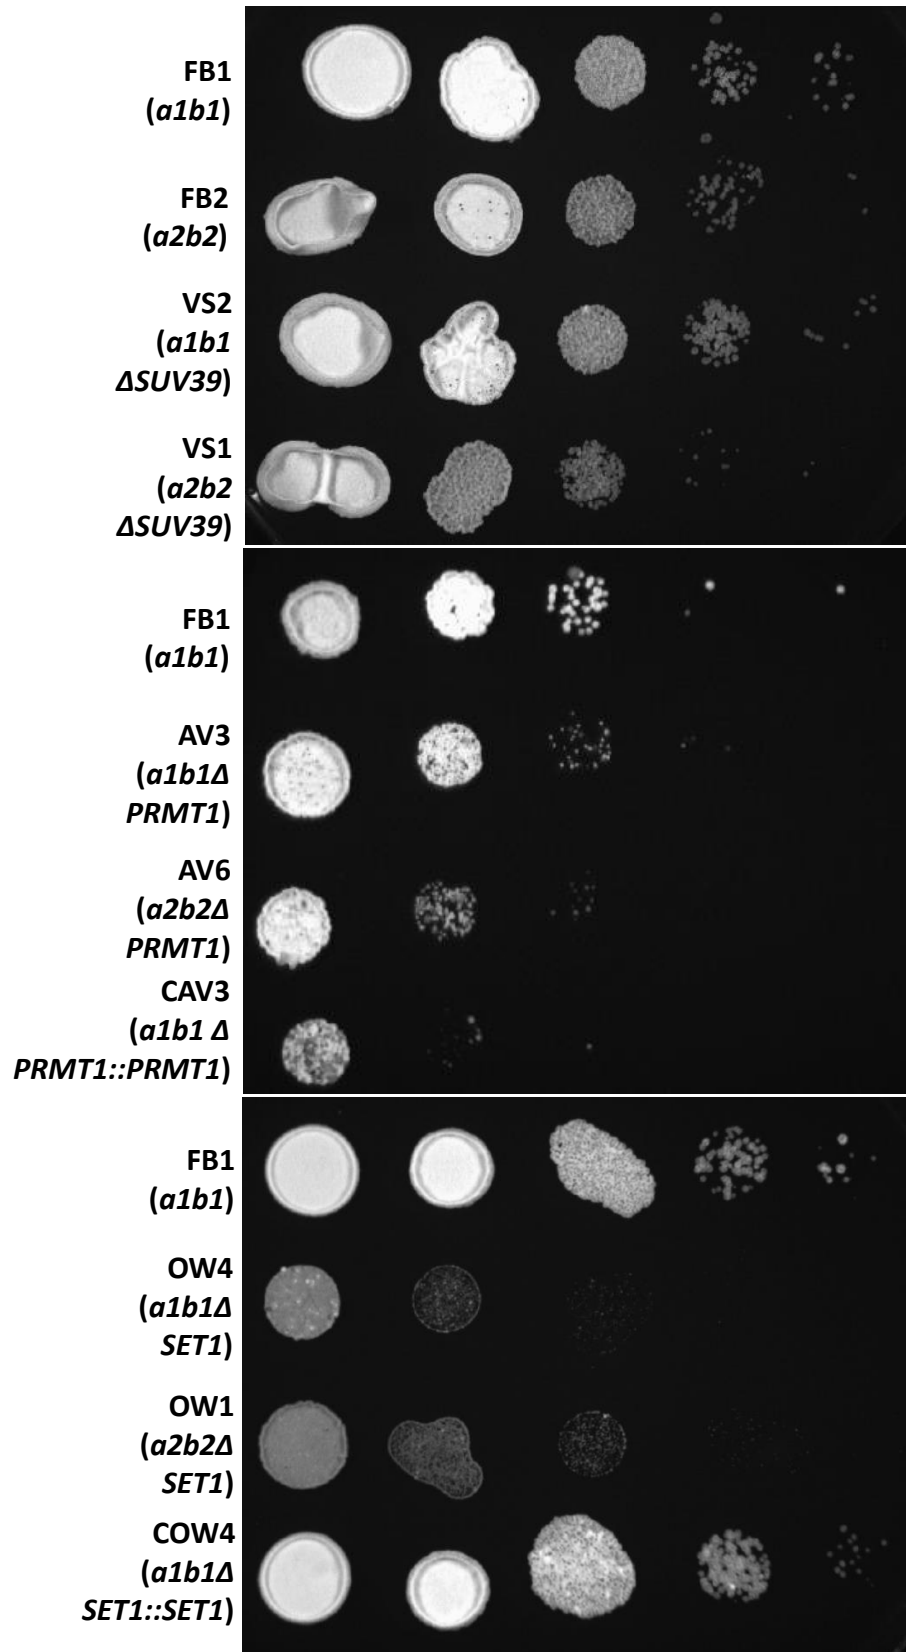 FB1
(a1b1)
FB2
(a2b2)
VS2
(a1b1
ΔSUV39)
VS1
(a2b2
ΔSUV39)
FB1
(a1b1)
AV3
(a1b1Δ
PRMT1)
AV6
(a2b2Δ
PRMT1)
CAV3
(a1b1 Δ
PRMT1::PRMT1)
FB1
(a1b1)
OW4
(a1b1Δ
SET1)
OW1
(a2b2Δ
SET1)
COW4
(a1b1Δ
SET1::SET1)